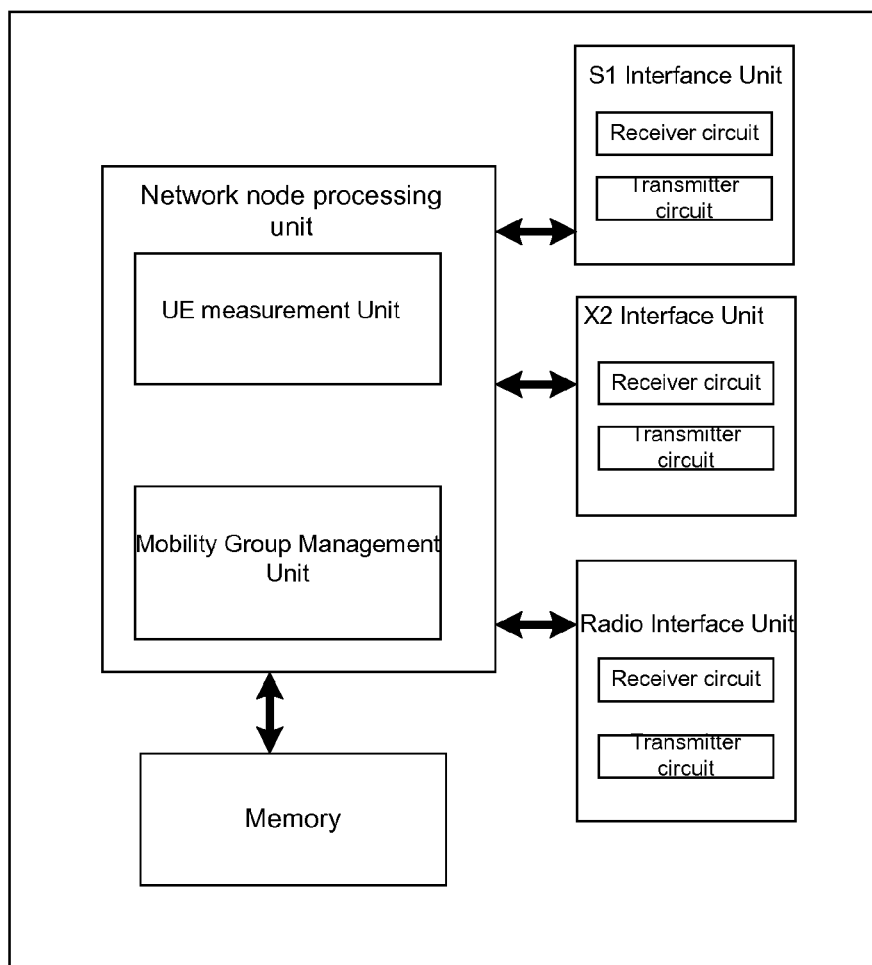 S1 Interfance Unit
Receiver circuit
Transmitter
circuit
Network node processing
unit
UE measurement Unit
X2 Interface Unit
Receiver circuit
Transmitter
circuit
Mobility Group Management
Unit
Radio Interface Unit
Receiver circuit
Transmitter
circuit
Memory